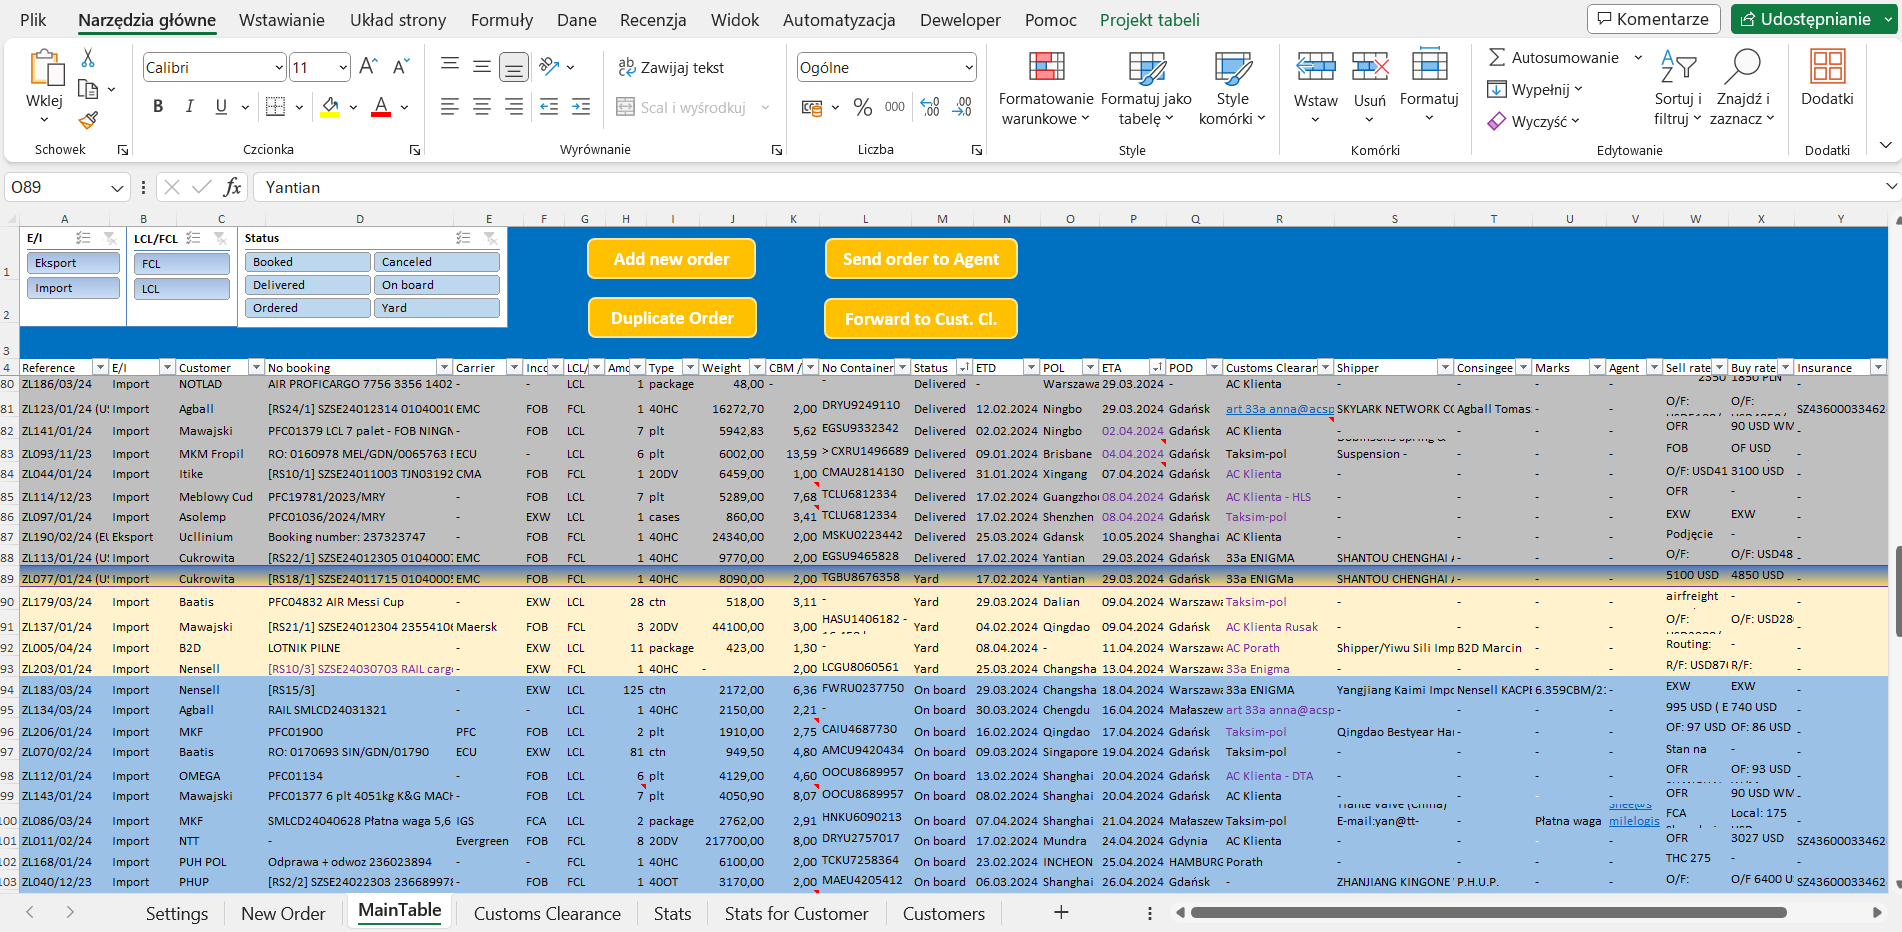 Plik Narzędzia główne Wstawianie Układ strony Formuły Dane Recenzja Widok Automatyzacja Deweloper Pomoc Projekt tabeli Komentarze Udostępnianie
Wklej
Schowek
Calibri 11
B I U A
Czcionka
Zawijaj tekst
Scal i wyśrodkuj
Wyrównanie
Ogólne
% 000
Liczba
Formatowanie warunkowe
Formatuj jako tabelę
Style komórki
Style
Wstaw Usuń Formatuj
Komórki
Autosumowanie
Wypełnij
Wyczyść
Sortuj i filtruj
Znajdź i zaznacz
Edytowanie
Dodatki
Dodatki
O89 fx Yantian
A B C D E F G H I J K L M N O P Q R S T U V W X Y
E/I LCL/FCL Status
Eksport FCL Booked Canceled
Import LCL Delivered On board
Ordered Yard
Add new order Send order to Agent
Duplicate Order Forward to Cust. Cl.
1
2
3
4 Reference E/I Customer No booking Carrier Inco LCL/ Amo Type Weight CBM / No Container Status ETD POL ETA POD Customs Clearan Shipper Consingee Marks Agent Sell rate Buy rate Insurance
80 ZL186/03/24 Import NOTLAD AIR PROFICARGO 7756 3356 1402 - - LCL 1 package 48,00 - - Delivered - Warszawa 29.03.2024 - AC Klienta - - - - 2550 1850 PLN -
81 ZL123/01/24 (US Import Agball [RS24/1] SZSE24012314 01040010 EMC FOB FCL 1 40HC 16272,70 2,00 DRYU9249110 Delivered 12.02.2024 Ningbo 29.03.2024 Gdańsk art 33a anna@acsp SKYLARK NETWORK CO Agball Tomas - - O/F: O/F: SZ43600033462
82 ZL141/01/24 Import Mawajski PFC01379 LCL 7 palet - FOB NINGN - FOB LCL 7 plt 5942,83 5,62 EGSU9332342 Delivered 02.02.2024 Ningbo 02.04.2024 Gdańsk AC Klienta - - - - OFR 90 USD WM -
83 ZL093/11/23 Import MKM Fropil RO: 0160978 MEL/GDN/0065763 ECU - LCL 6 plt 6002,00 13,59 > CXRU1496689 Delivered 09.01.2024 Brisbane 04.04.2024 Gdańsk Taksim-pol Suspension - - - - FOB OF USD -
84 ZL044/01/24 Import Itike [RS10/1] SZSE24011003 TJN03192 CMA FOB FCL 1 20DV 6459,00 1,00 CMAU2814130 Delivered 31.01.2024 Xingang 07.04.2024 Gdańsk AC Klienta - - - - O/F: USD41 3100 USD -
85 ZL114/12/23 Import Meblowy Cud PFC19781/2023/MRY - FOB LCL 7 plt 5289,00 7,68 TCLU6812334 Delivered 17.02.2024 Guangzhou 08.04.2024 Gdańsk AC Klienta - HLS - - - - OFR - -
86 ZL097/01/24 Import Asolemp PFC01036/2024/MRY EXW LCL 1 cases 860,00 3,41 TCLU6812334 Delivered 17.02.2024 Shenzhen 08.04.2024 Gdańsk Taksim-pol - - - - EXW EXW -
87 ZL190/02/24 (EU Eksport Ucllinium Booking number: 237323747 - FOB LCL 1 40HC 24340,00 2,00 MSKU0223442 Delivered 25.03.2024 Gdansk 10.05.2024 Shanghai AC Klienta - - - - Podjęcie - -
88 ZL113/01/24 (US Import Cukrowita [RS22/1] SZSE24012305 01040007 EMC FOB FCL 1 40HC 9770,00 2,00 EGSU9465828 Delivered 17.02.2024 Yantian 29.03.2024 Gdańsk 33a ENIGMA SHANTOU CHENGHAI A - - - O/F: O/F: USD48 -
89 ZL077/01/24 (US Import Cukrowita [RS18/1] SZSE24011715 01040005 EMC FOB FCL 1 40HC 8090,00 2,00 TGBU8676358 Yard 17.02.2024 Yantian 29.03.2024 Gdańsk 33a ENIGMa SHANTOU CHENGHAI A - - - 5100 USD 4850 USD -
90 ZL179/03/24 Import Baatis PFC04832 AIR Messi Cup - EXW LCL 28 ctn 518,00 3,11 - Yard 29.03.2024 Dalian 09.04.2024 Warszawa Taksim-pol - - - - airfreight - -
91 ZL137/01/24 Import Mawajski [RS21/1] SZSE24012304 23554106 Maersk FOB FCL 3 20DV 44100,00 3,00 HASU1406182 - Yard 04.02.2024 Qingdao 09.04.2024 Gdańsk AC Klienta Rusak - - - - O/F: O/F: USD28 -
92 ZL005/04/24 Import B2D LOTNIK PILNE - EXW LCL 11 package 423,00 1,30 - Yard 08.04.2024 - 11.04.2024 Warszawa AC Porath Shipper/Yiwu Sili Imp B2D Marcin - - Routing: - -
93 ZL203/01/24 Import Nensell [RS10/3] SZSE24030703 RAIL cargo - EXW FCL 1 40HC - 2,00 LCGU8060561 Yard 25.03.2024 Changsha 13.04.2024 Warszawa 33a Enigma - - - - R/F: USD87 R/F: -
94 ZL183/03/24 Import Nensell [RS15/3] - EXW LCL 125 ctn 2172,00 6,36 FWRU0237750 On board 29.03.2024 Changsha 18.04.2024 Warszawa 33a ENIGMA Yangjiang Kaimi Impo Nensell KACPE 6.359CBM/21 - EXW EXW -
95 ZL134/03/24 Import Agball RAIL SMLCD24031321 - - LCL 1 40HC 2150,00 2,21 - On board 30.03.2024 Chengdu 16.04.2024 Małaszew art 33a anna@acsp - - - - 995 USD ( E 740 USD -
96 ZL206/01/24 Import MKF PFC01900 PFC FOB LCL 2 plt 1910,00 2,75 CAIU4687730 On board 16.02.2024 Qingdao 17.04.2024 Gdańsk Taksim-pol Qingdao Bestyear Har - - - OF: 97 USD OF: 86 USD -
97 ZL070/02/24 Import Baatis RO: 0170693 SIN/GDN/01790 ECU EXW LCL 81 ctn 949,50 4,80 AMCU9420434 On board 09.03.2024 Singapore 19.04.2024 Gdańsk Taksim-pol - - - - Stan na - -
98 ZL112/01/24 Import OMEGA PFC01134 - FOB LCL 6 plt 4129,00 4,60 OOCU8689957 On board 13.02.2024 Shanghai 20.04.2024 Gdańsk AC Klienta - DTA - - - - OFR OF: 93 USD -
99 ZL143/01/24 Import Mawajski PFC01377 6 plt 4051kg K&G MACH - FOB LCL 7 plt 4050,90 8,07 OOCU8689957 On board 08.02.2024 Shanghai 20.04.2024 Gdańsk AC Klienta - - - - OFR 90 USD WM -
100 ZL086/03/24 Import MKF SMLCD24040628 Płatna waga 5,6 IGS FCA LCL 2 package 2762,00 2,91 HNKU6090213 On board 07.04.2024 Shanghai 21.04.2024 Małaszew Taksim-pol E-mail:yan@tt- - Płatna waga milelogis FCA Local: 175 -
101 ZL011/02/24 Import NTT - Evergreen FOB FCL 8 20DV 217700,00 8,00 DRYU2757017 On board 17.02.2024 Mundra 24.04.2024 Gdynia AC Klienta - - - - OFR 3027 USD SZ43600033462
102 ZL168/01/24 Import PUH POL Odprawa + odwoz 236023894 - - FCL 1 40HC 6100,00 2,00 TCKU7258364 On board 23.02.2024 INCHEON 25.04.2024 HAMBURG Porath - - - - THC 275 - -
103 ZL040/12/23 Import PHUP [RS2/2] SZSE24022303 236689978 - FOB FCL 1 40OT 3170,00 2,00 MAEU4205412 On board 06.03.2024 Shanghai 26.04.2024 Gdańsk - ZHANJIANG KINGONE P.H.U.P. - - O/F: O/F 6400 U SZ43600033462
Settings New Order MainTable Customs Clearance Stats Stats for Customer Customers